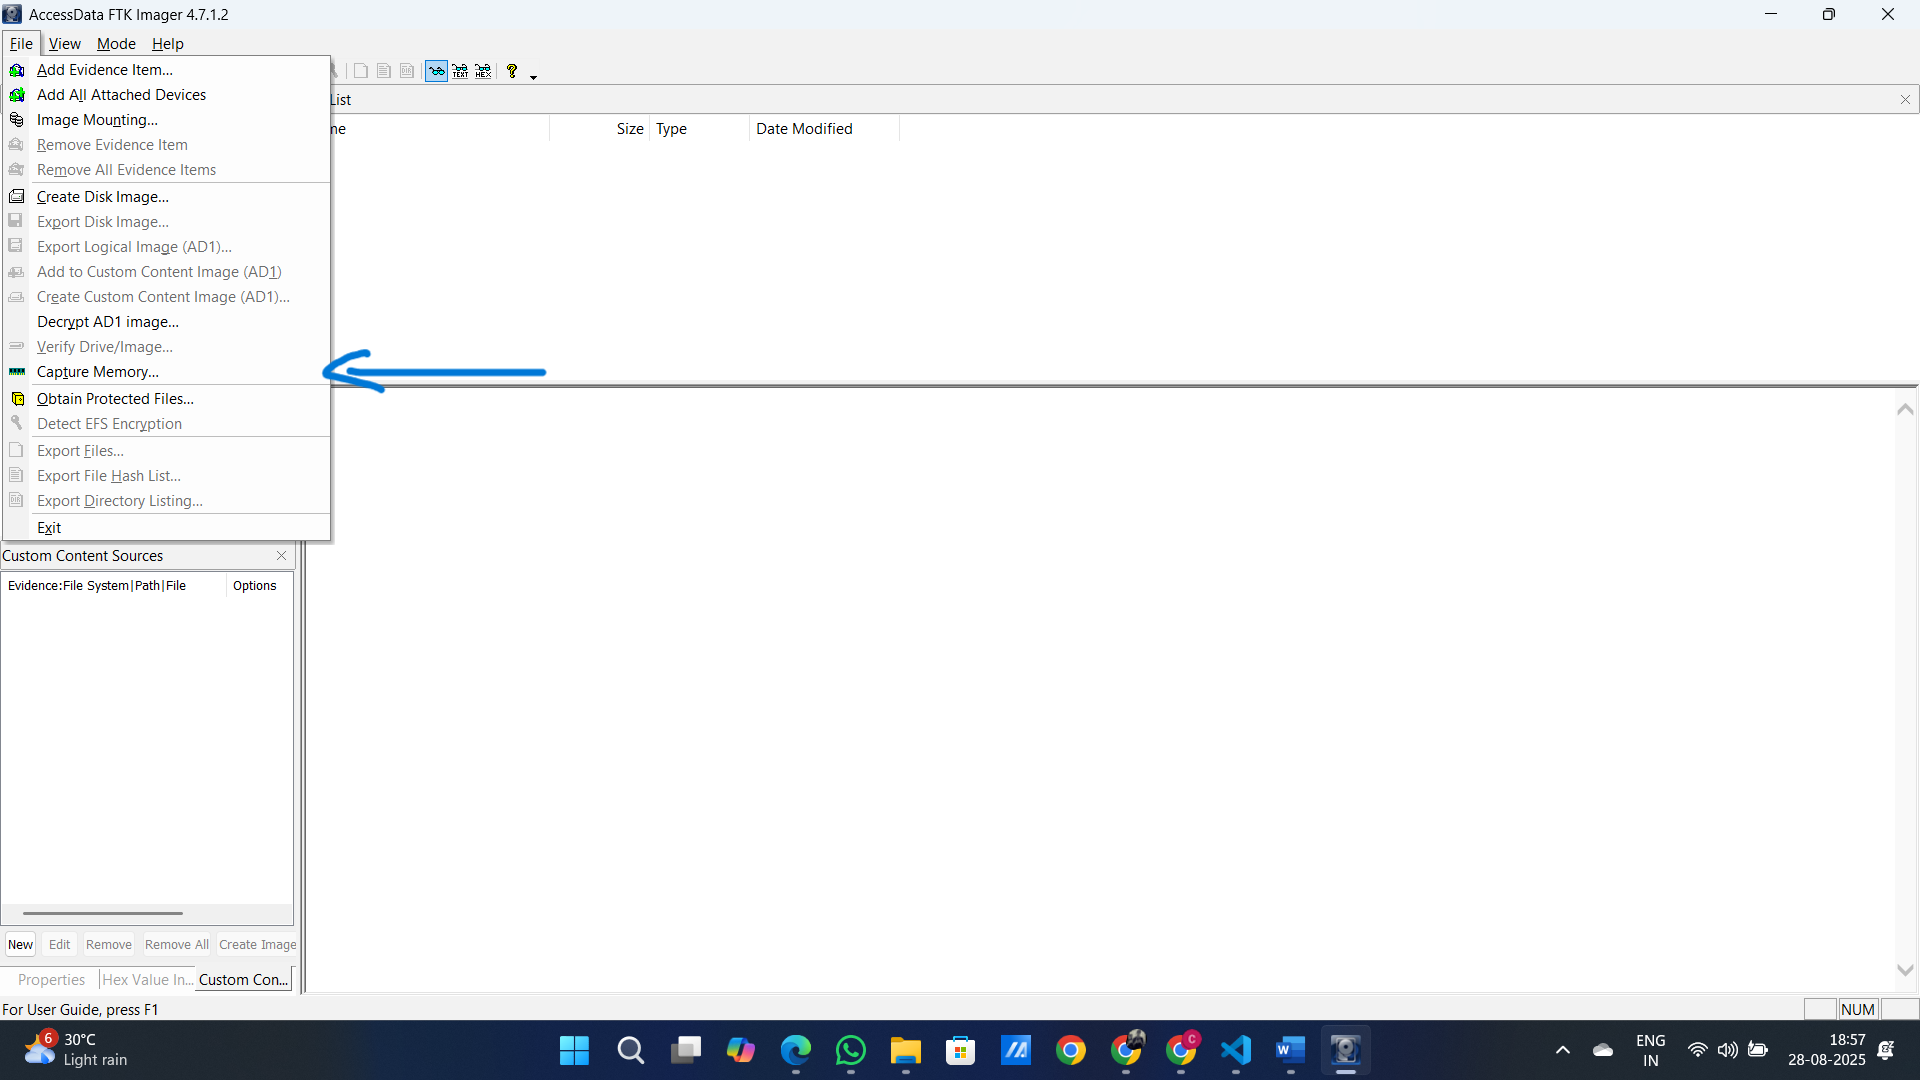 AccessData FTK Imager 4.7.1.2
File View Mode Help
Add Evidence Item...
Add All Attached Devices
Image Mounting...
Remove Evidence Item
Remove All Evidence Items
Create Disk Image...
Export Disk Image...
Export Logical Image (AD1)...
Add to Custom Content Image (AD1)
Create Custom Content Image (AD1)...
Decrypt AD1 image...
Verify Drive/Image...
Capture Memory...
Obtain Protected Files...
Detect EFS Encryption
Export Files...
Export File Hash List...
Export Directory Listing...
Exit
TEXT HEX ?
List
me Size Type Date Modified
Custom Content Sources
Evidence:File System|Path|File Options
New Edit Remove Remove All Create Image
Properties Hex Value In... Custom Con...
For User Guide, press F1
NUM
6
30°C
Light rain
C
W
ENG
IN
18:57
28-08-2025